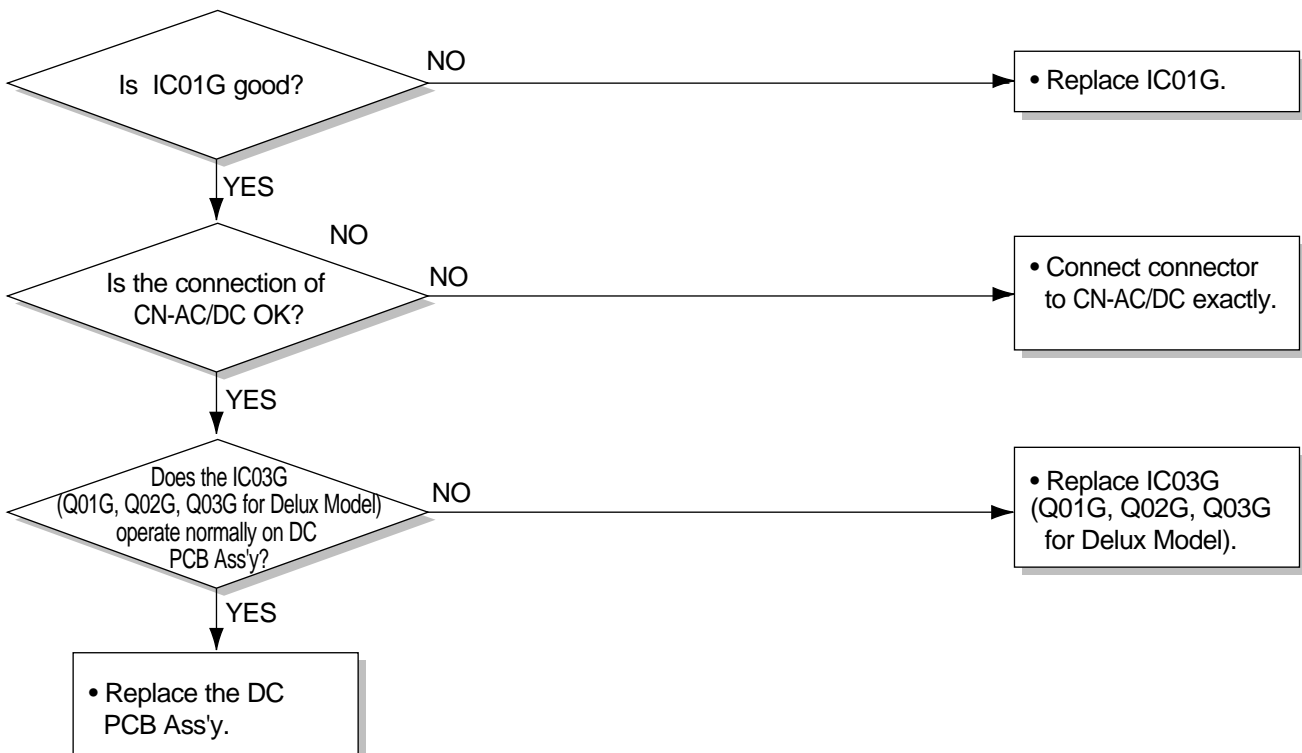 Is IC01G good?
NO
• Replace IC01G.
YES
NO
Is the connection of
CN-AC/DC OK?
NO
• Connect connector
to CN-AC/DC exactly.
YES
Does the IC03G
(Q01G, Q02G, Q03G for Delux Model)
operate normally on DC
PCB Ass'y?
NO
• Replace IC03G
(Q01G, Q02G, Q03G
for Delux Model).
YES
• Replace the DC
PCB Ass'y.